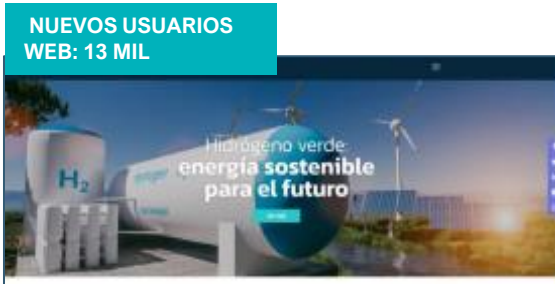 NUEVOS USUARIOS
WEB: 13 MIL
Hidrógeno verde:
energía sostenible
para el futuro
H2